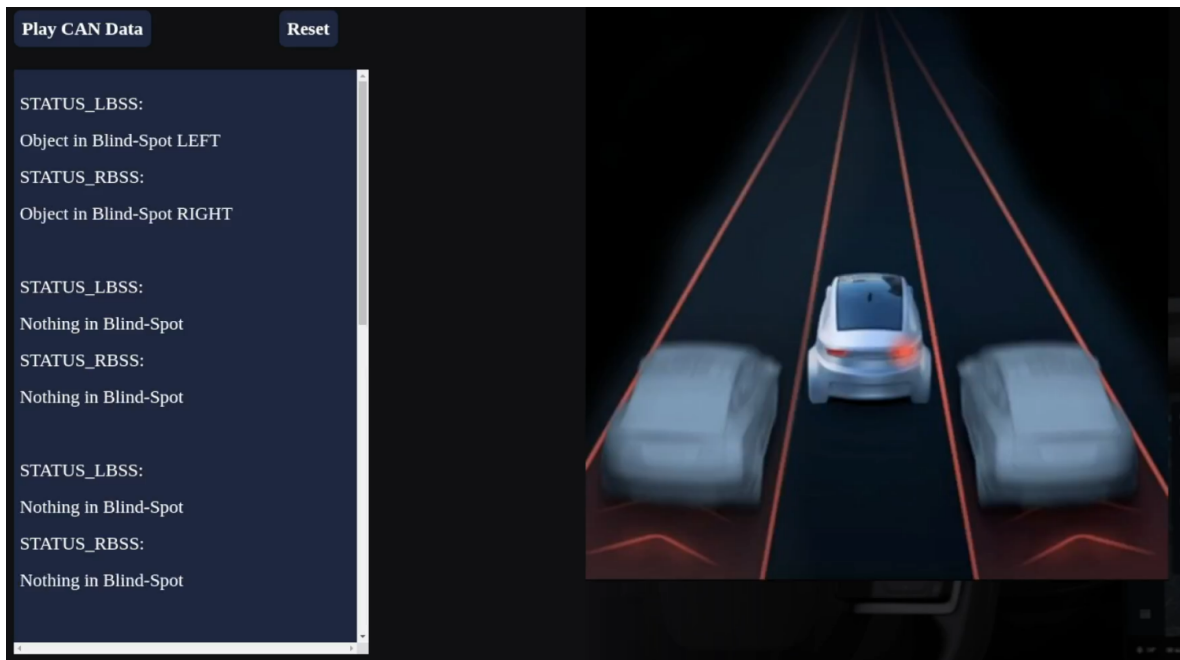 Play CAN Data
Reset
STATUS_LBSS:
Object in Blind-Spot LEFT
STATUS_RBSS:
Object in Blind-Spot RIGHT
STATUS_LBSS:
Nothing in Blind-Spot
STATUS_RBSS:
Nothing in Blind-Spot
STATUS_LBSS:
Nothing in Blind-Spot
STATUS_RBSS:
Nothing in Blind-Spot